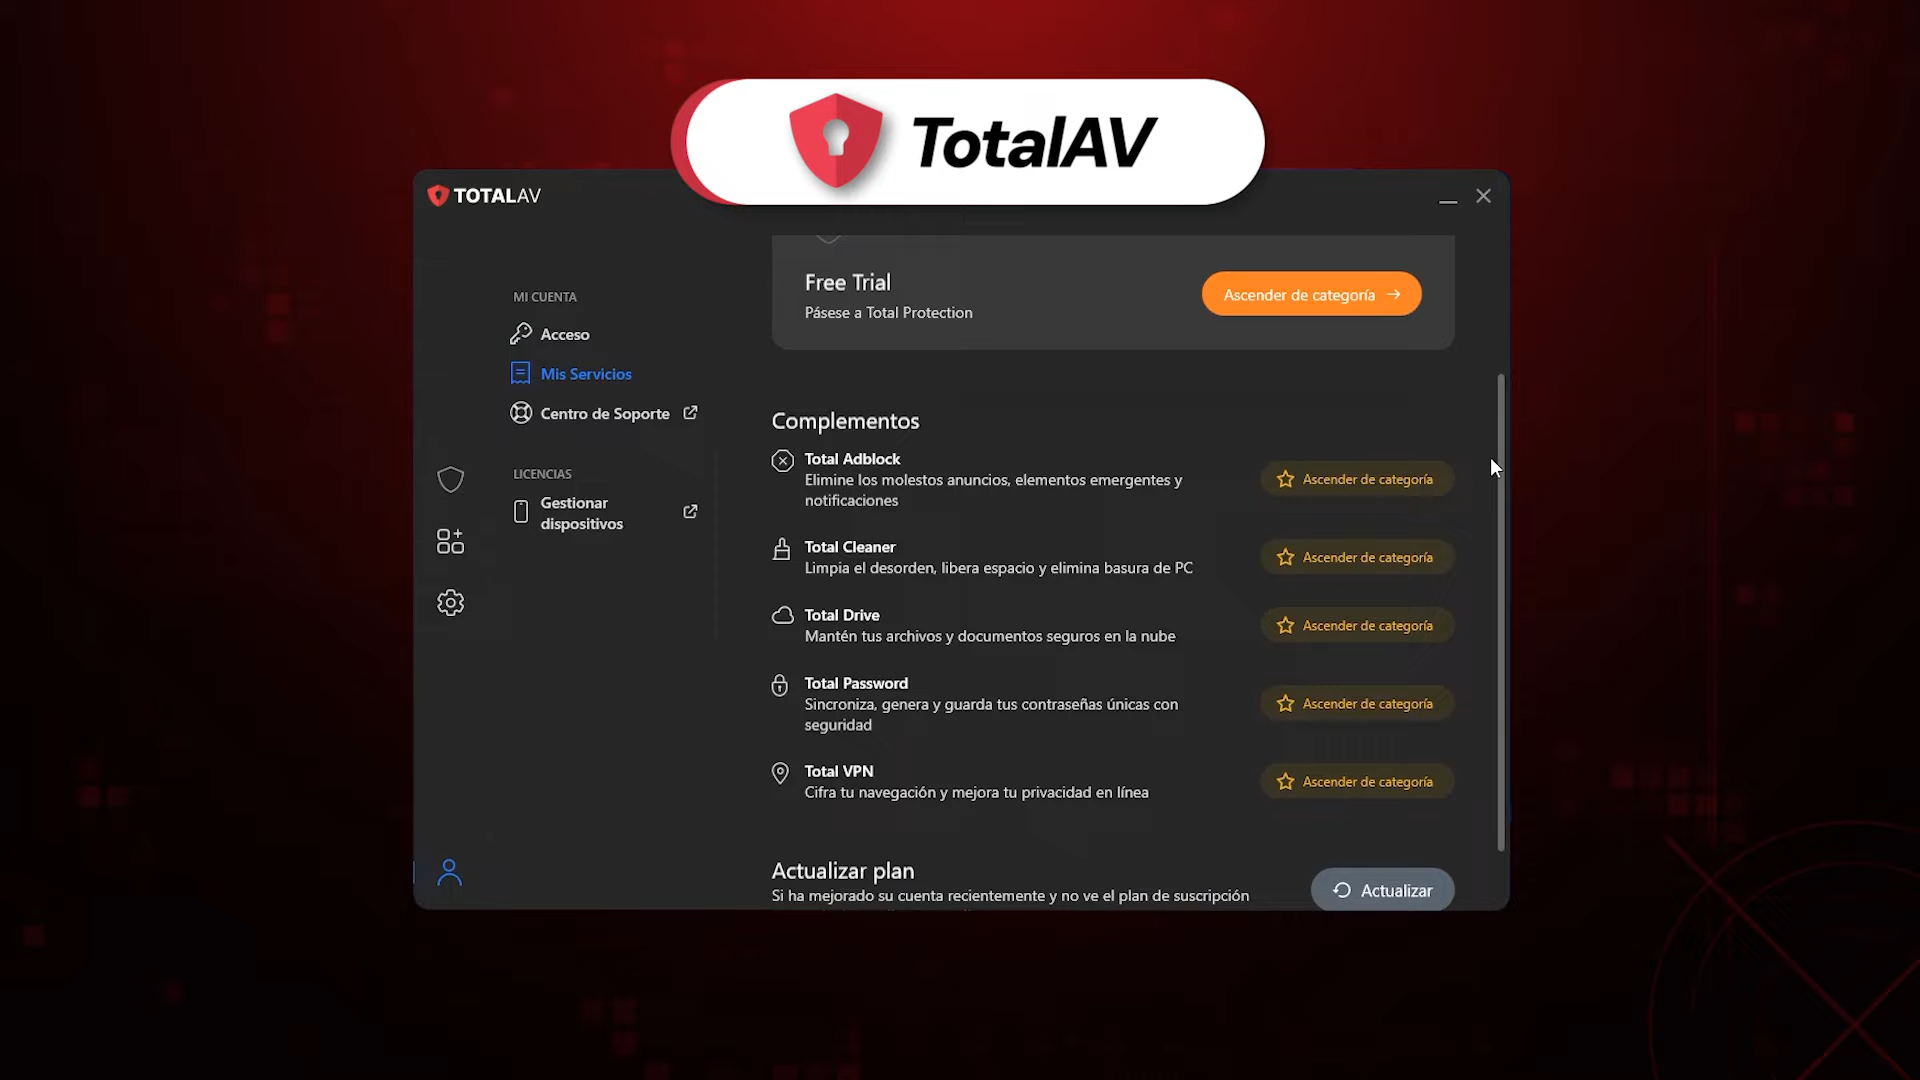 TotalAV
TOTALAV
MI CUENTA
Acceso
Mis Servicios
Centro de Soporte
LICENCIAS
Gestionar
dispositivos
Free Trial
Pásese a Total Protection
Ascender de categoría
Complementos
Total Adblock
Elimine los molestos anuncios, elementos emergentes y
notificaciones
Ascender de categoría
Total Cleaner
Limpia el desorden, libera espacio y elimina basura de PC
Ascender de categoría
Total Drive
Mantén tus archivos y documentos seguros en la nube
Ascender de categoría
Total Password
Sincroniza, genera y guarda tus contraseñas únicas con
seguridad
Ascender de categoría
Total VPN
Cifra tu navegación y mejora tu privacidad en línea
Ascender de categoría
Actualizar plan
Si ha mejorado su cuenta recientemente y no ve el plan de suscripción
Actualizar